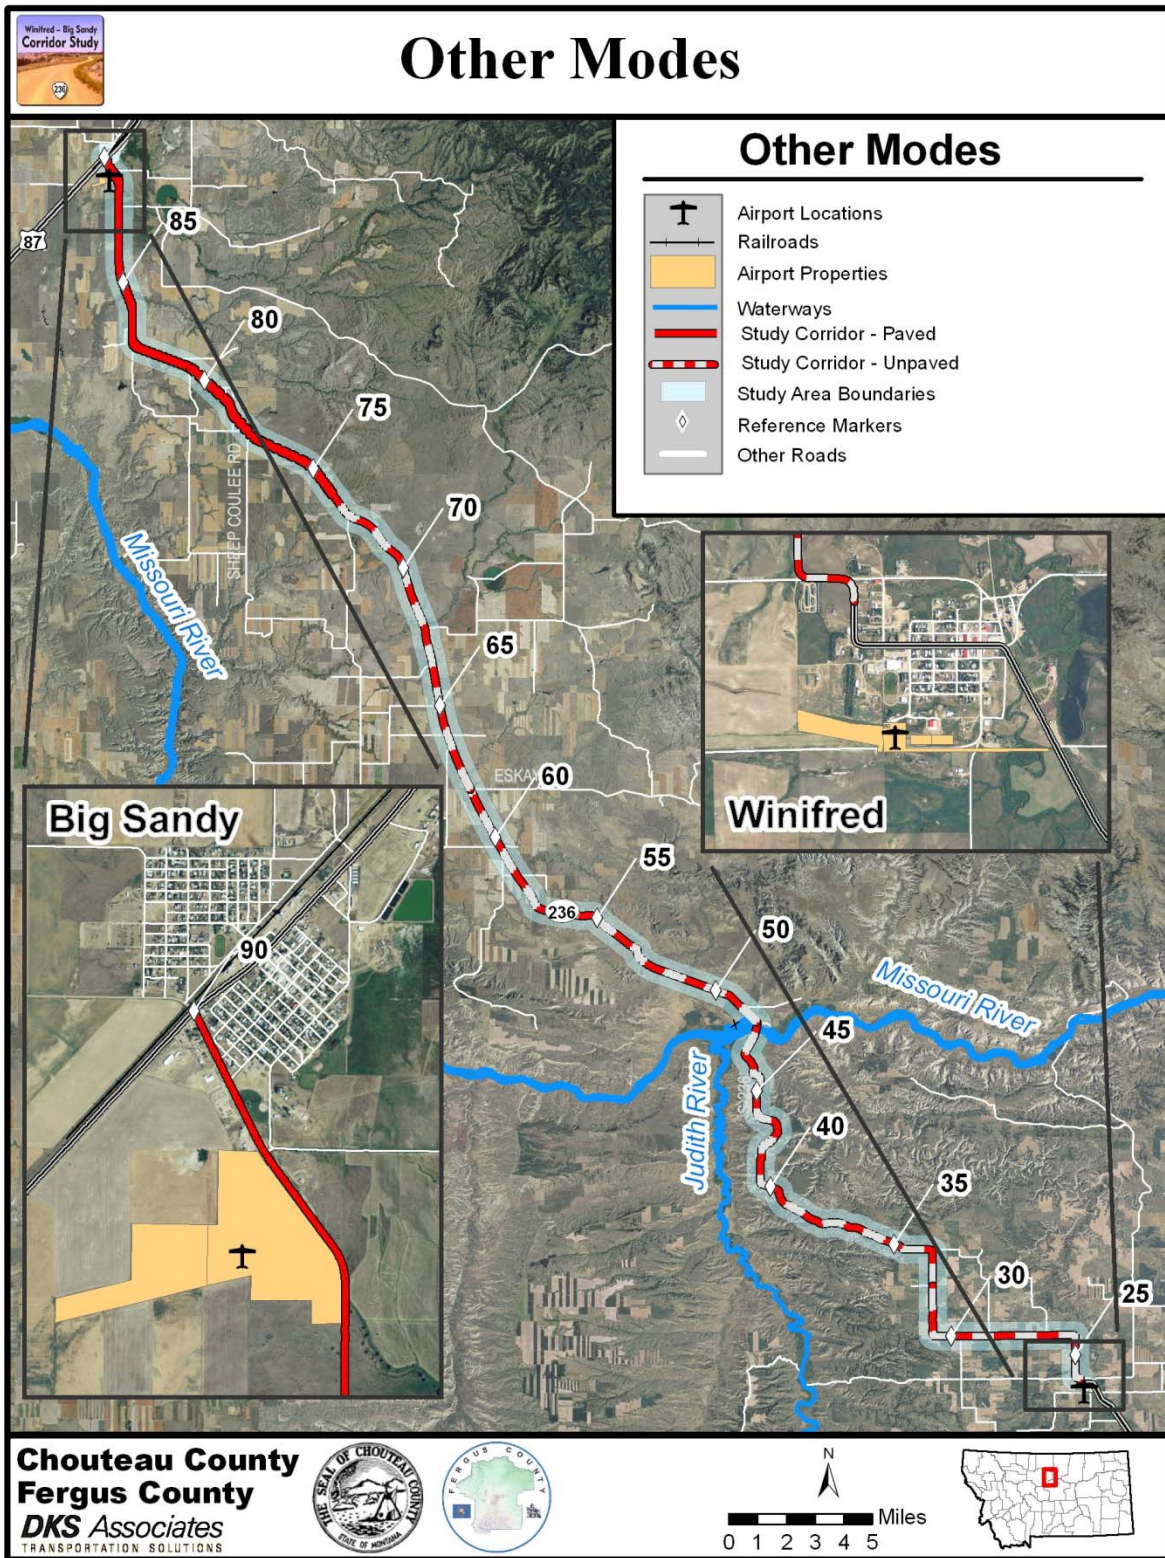 Winifred – Big Sandy
Corridor Study
236
Other Modes
Other Modes
Airport Locations
Railroads
Airport Properties
Waterways
Study Corridor - Paved
Study Corridor - Unpaved
Study Area Boundaries
Reference Markers
Other Roads
87
85
80
75
SHEEP COULEE RD
70
Missouri River
65
60
55
236
50
Missouri River
45
Judith River
40
35
30
25
Big Sandy
90
Winifred
Chouteau County
Fergus County
DKS Associates
TRANSPORTATION SOLUTIONS
THE SEAL OF CHOUTEAU COUNTY
STATE OF MONTANA
FERGUS COUNTY
N
0 1 2 3 4 5 Miles